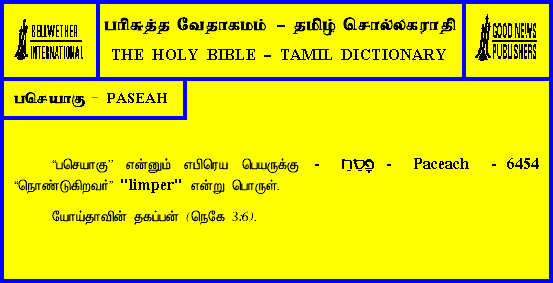 BELLWETHER
INTERNATIONAL
பரிசுத்த வேதாகமம் - தமிழ் சொல்லகராதி
THE HOLY BIBLE - TAMIL DICTIONARY
GOOD NEWS
PUBLISHERS
பசெயாகு - PASEAH
"பசெயாகு" என்னும் எபிரெய பெயருக்கு - פָּסֵחַ - Paceach - 6454
"நொண்டுகிறவர்" "limper" என்று பொருள்.
யோய்தாவின் தகப்பன் (நெகே 3:6).